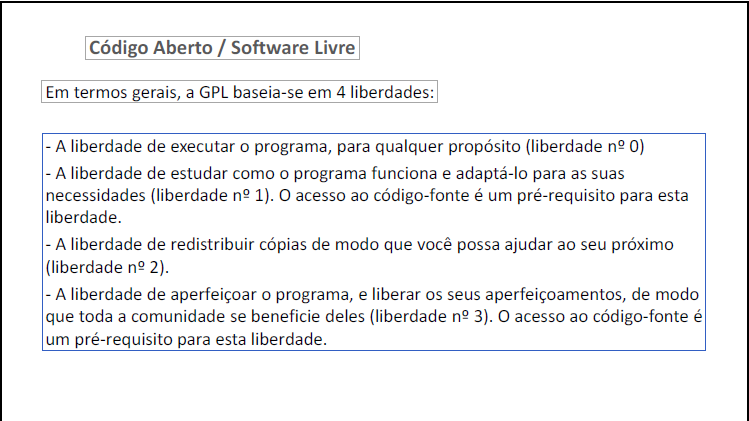 Código Aberto / Software Livre
Em termos gerais, a GPL baseia-se em 4 liberdades:
- A liberdade de executar o programa, para qualquer propósito (liberdade nº 0)
- A liberdade de estudar como o programa funciona e adaptá-lo para as suas
necessidades (liberdade nº 1). O acesso ao código-fonte é um pré-requisito para esta
liberdade.
- A liberdade de redistribuir cópias de modo que você possa ajudar ao seu próximo
(liberdade nº 2).
- A liberdade de aperfeiçoar o programa, e liberar os seus aperfeiçoamentos, de modo
que toda a comunidade se beneficie deles (liberdade nº 3). O acesso ao código-fonte é
um pré-requisito para esta liberdade.